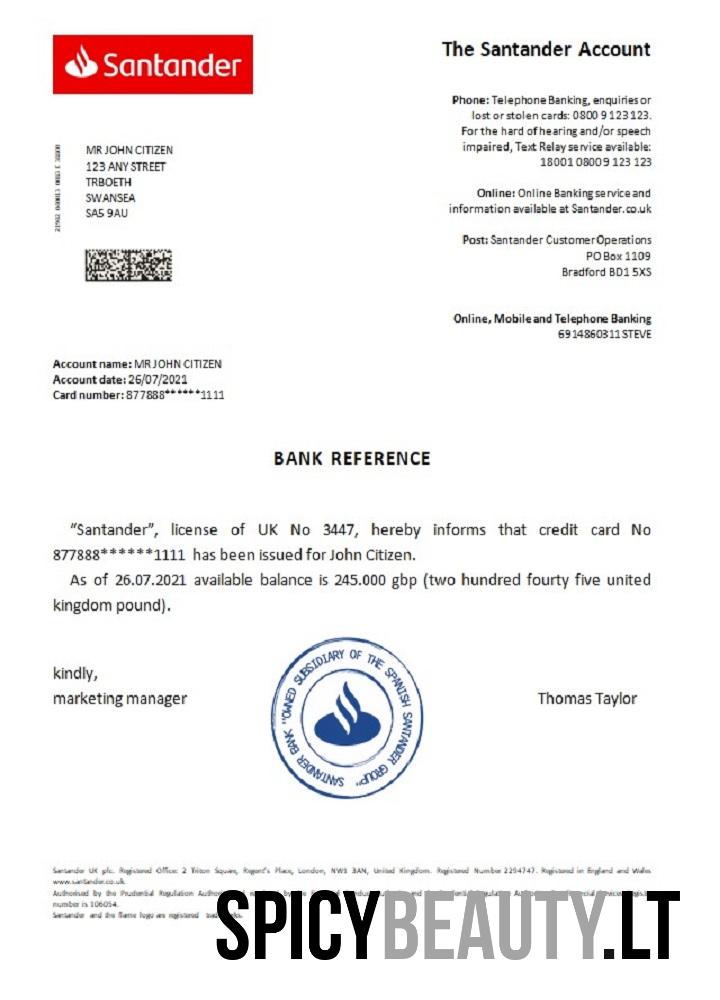 Santander
The Santander Account
Phone: Telephone Banking, enquiries or
lost or stolen cards: 0800 9 123 123.
For the hard of hearing and/or speech
impaired, Text Relay service available:
18001 0800 9 123 123
MR JOHN CITIZEN
123 ANY STREET
TRBOETH
SWANSEA
SA5 9AU
Online: Online Banking service and
information available at Santander.co.uk
Post: Santander Customer Operations
PO Box 1109
Bradford BD1 5XS
Online, Mobile and Telephone Banking
6914860311 STEVE
Account name: MR JOHN CITIZEN
Account date: 26/07/2021
Card number: 877888******1111
BANK REFERENCE
“Santander”, license of UK No 3447, hereby informs that credit card No
877888******1111 has been issued for John Citizen.
As of 26.07.2021 available balance is 245.000 gbp (two hundred fourty five united
kingdom pound).
kindly,
marketing manager
Thomas Taylor
SANTANDER BANK "OWNED SUBSIDIARY OF THE SPANISH SANTANDER GROUP"
Santander UK plc. Registered Office: 2 Triton Square, Regent's Place, London, NW1 3AN, United Kingdom. Registered Number 2294747. Registered in England and Wales
www.santander.co.uk.
Authorised by the Prudential Regulation
number is 106054.
Santander and the flame logo are registered
SPICYBEAUTY.LT